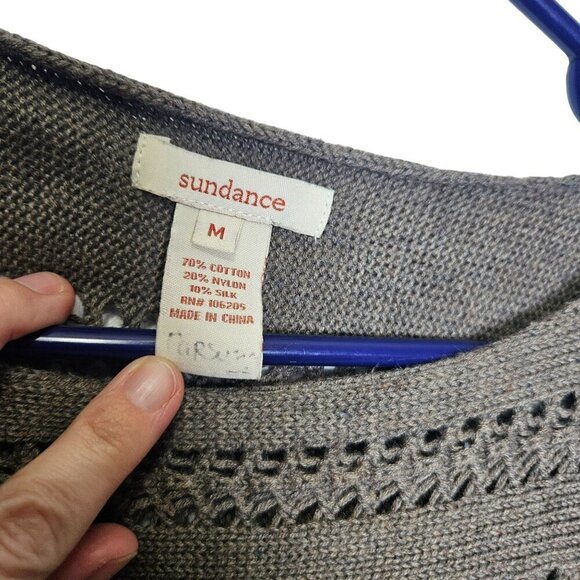 sundance
M
70% COTTON
20% NYLON
10% SILK
RN# 106205
MADE IN CHINA